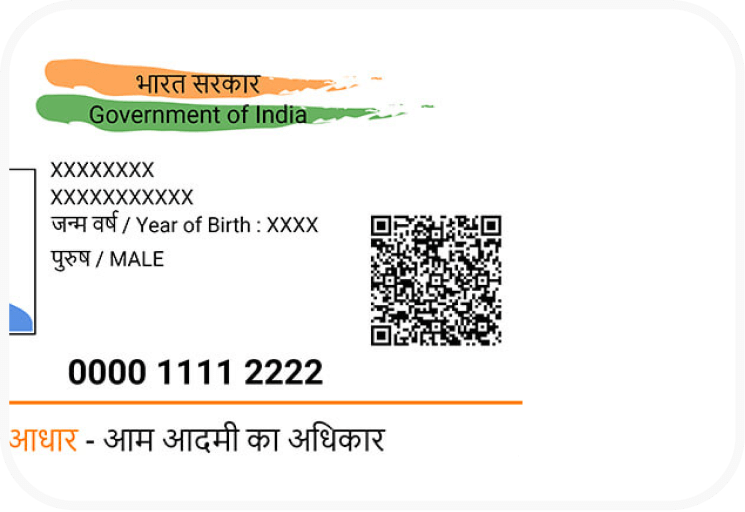 भारत सरकार
Government of India
XXXXXXXX
XXXXXXXXXXX
जन्म वर्ष / Year of Birth : XXXX
पुरुष / MALE
0000 1111 2222
आधार - आम आदमी का अधिकार